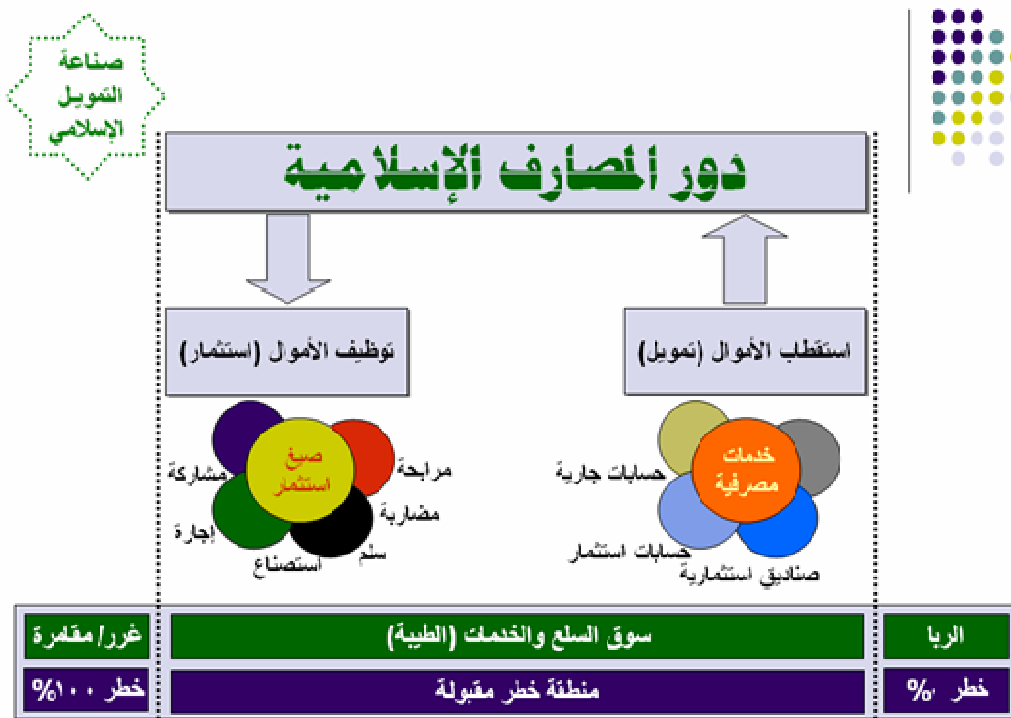 صناعة
التمويل
الإسلامي
دور المصارف الإسلامية
استقطاب الأموال (تمويل)
توظيف الأموال (استثمار)
خدمات
مصرفية
حسابات جارية
حسابات استثمار
صناديق استثمارية
صيغ
استثمار
مرابحة
مضاربة
سلم
استصناع
إجارة
مشاركة
الربا
سوق السلع والخدمات (الطيبة)
غرر/ مقامرة
خطر ٠%
منطقة خطر مقبولة
خطر ١٠٠%